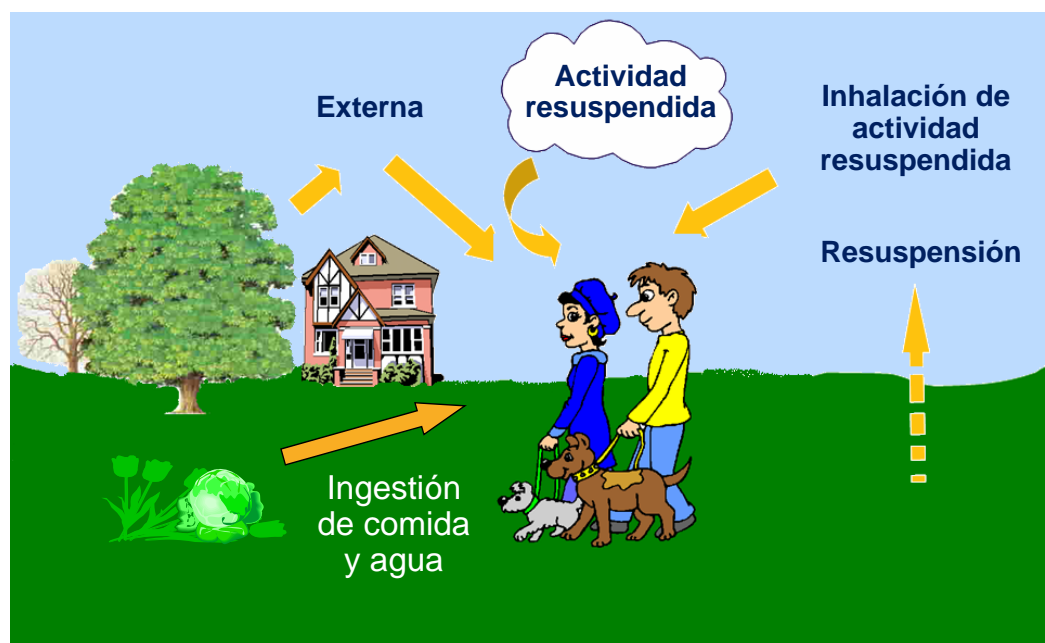 Externa
Actividad
resuspendida
Inhalación de
actividad
resuspendida
Resuspensión
Ingestión
de comida
y agua